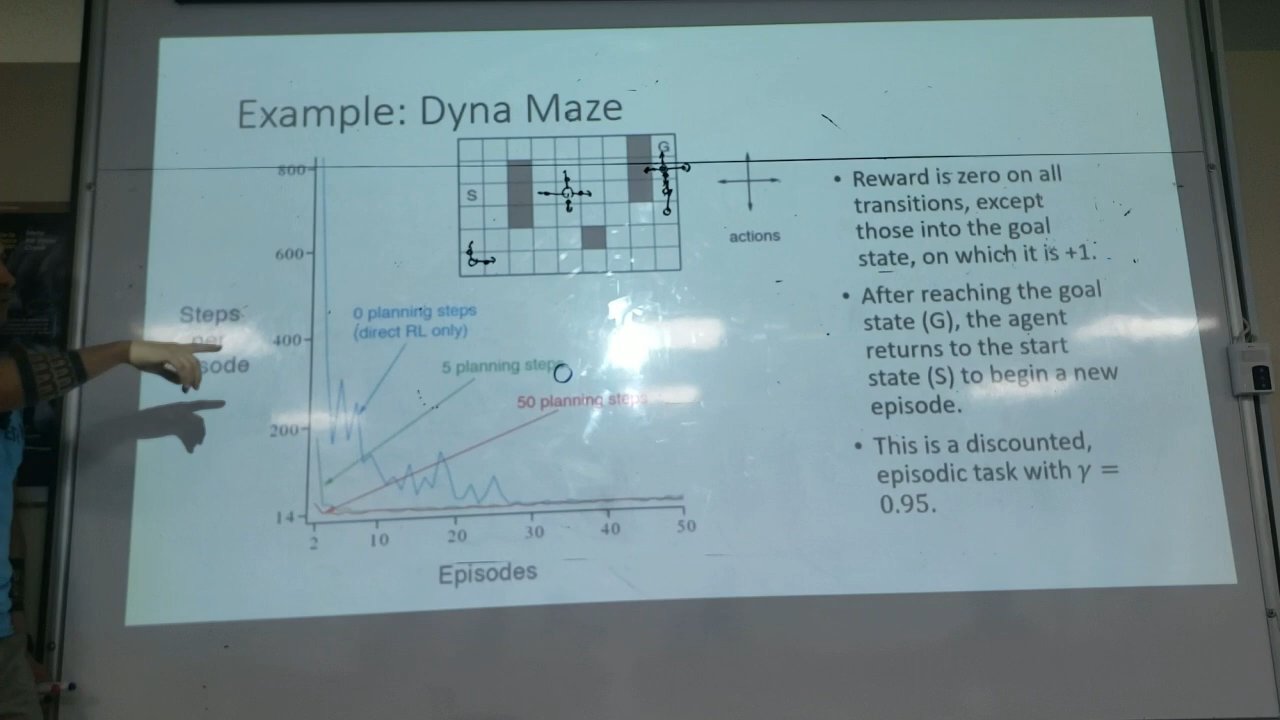 Example: Dyna Maze
G
S
actions
800
600
400
200
14
Steps
per
sode
0 planning steps
(direct RL only)
5 planning steps
50 planning steps
2
10
20
30
40
50
Episodes
• Reward is zero on all
transitions, except
those into the goal
state, on which it is +1.
• After reaching the goal
state (G), the agent
returns to the start
state (S) to begin a new
episode.
• This is a discounted,
episodic task with γ =
0.95.